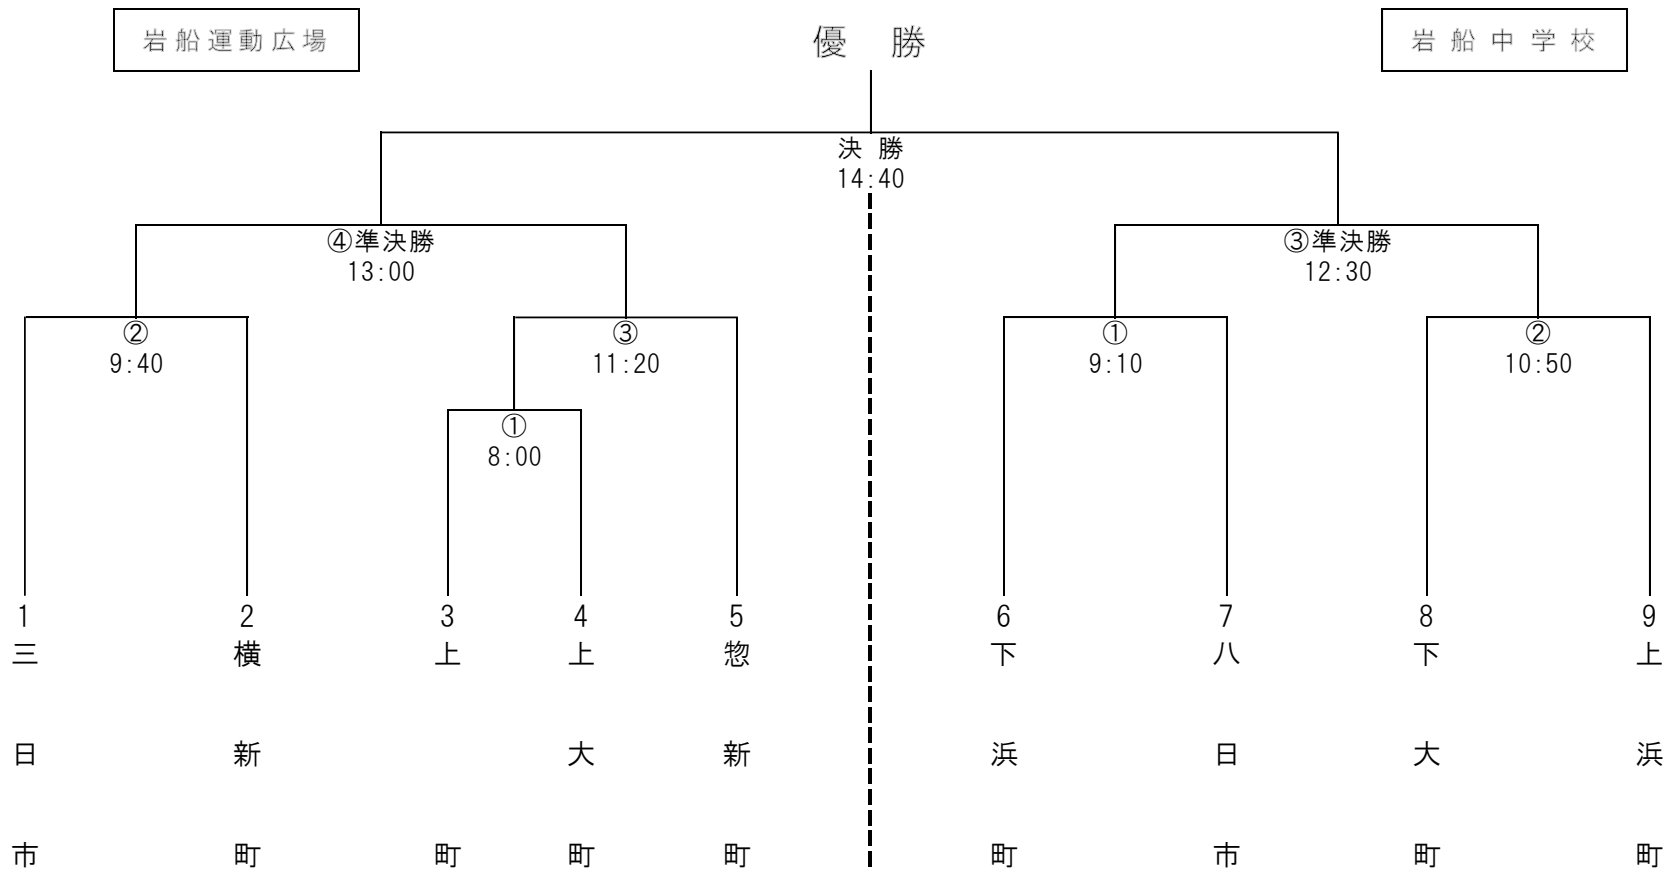 岩船運動広場
優勝
岩船中学校
決勝
14:40
④準決勝
13:00
③準決勝
12:30
②
9:40
③
11:20
①
9:10
②
10:50
①
8:00
1
三日市
2
横新町
3
上町
4
上大町
5
惣新町
6
下浜町
7
八日市
8
下大町
9
上浜町